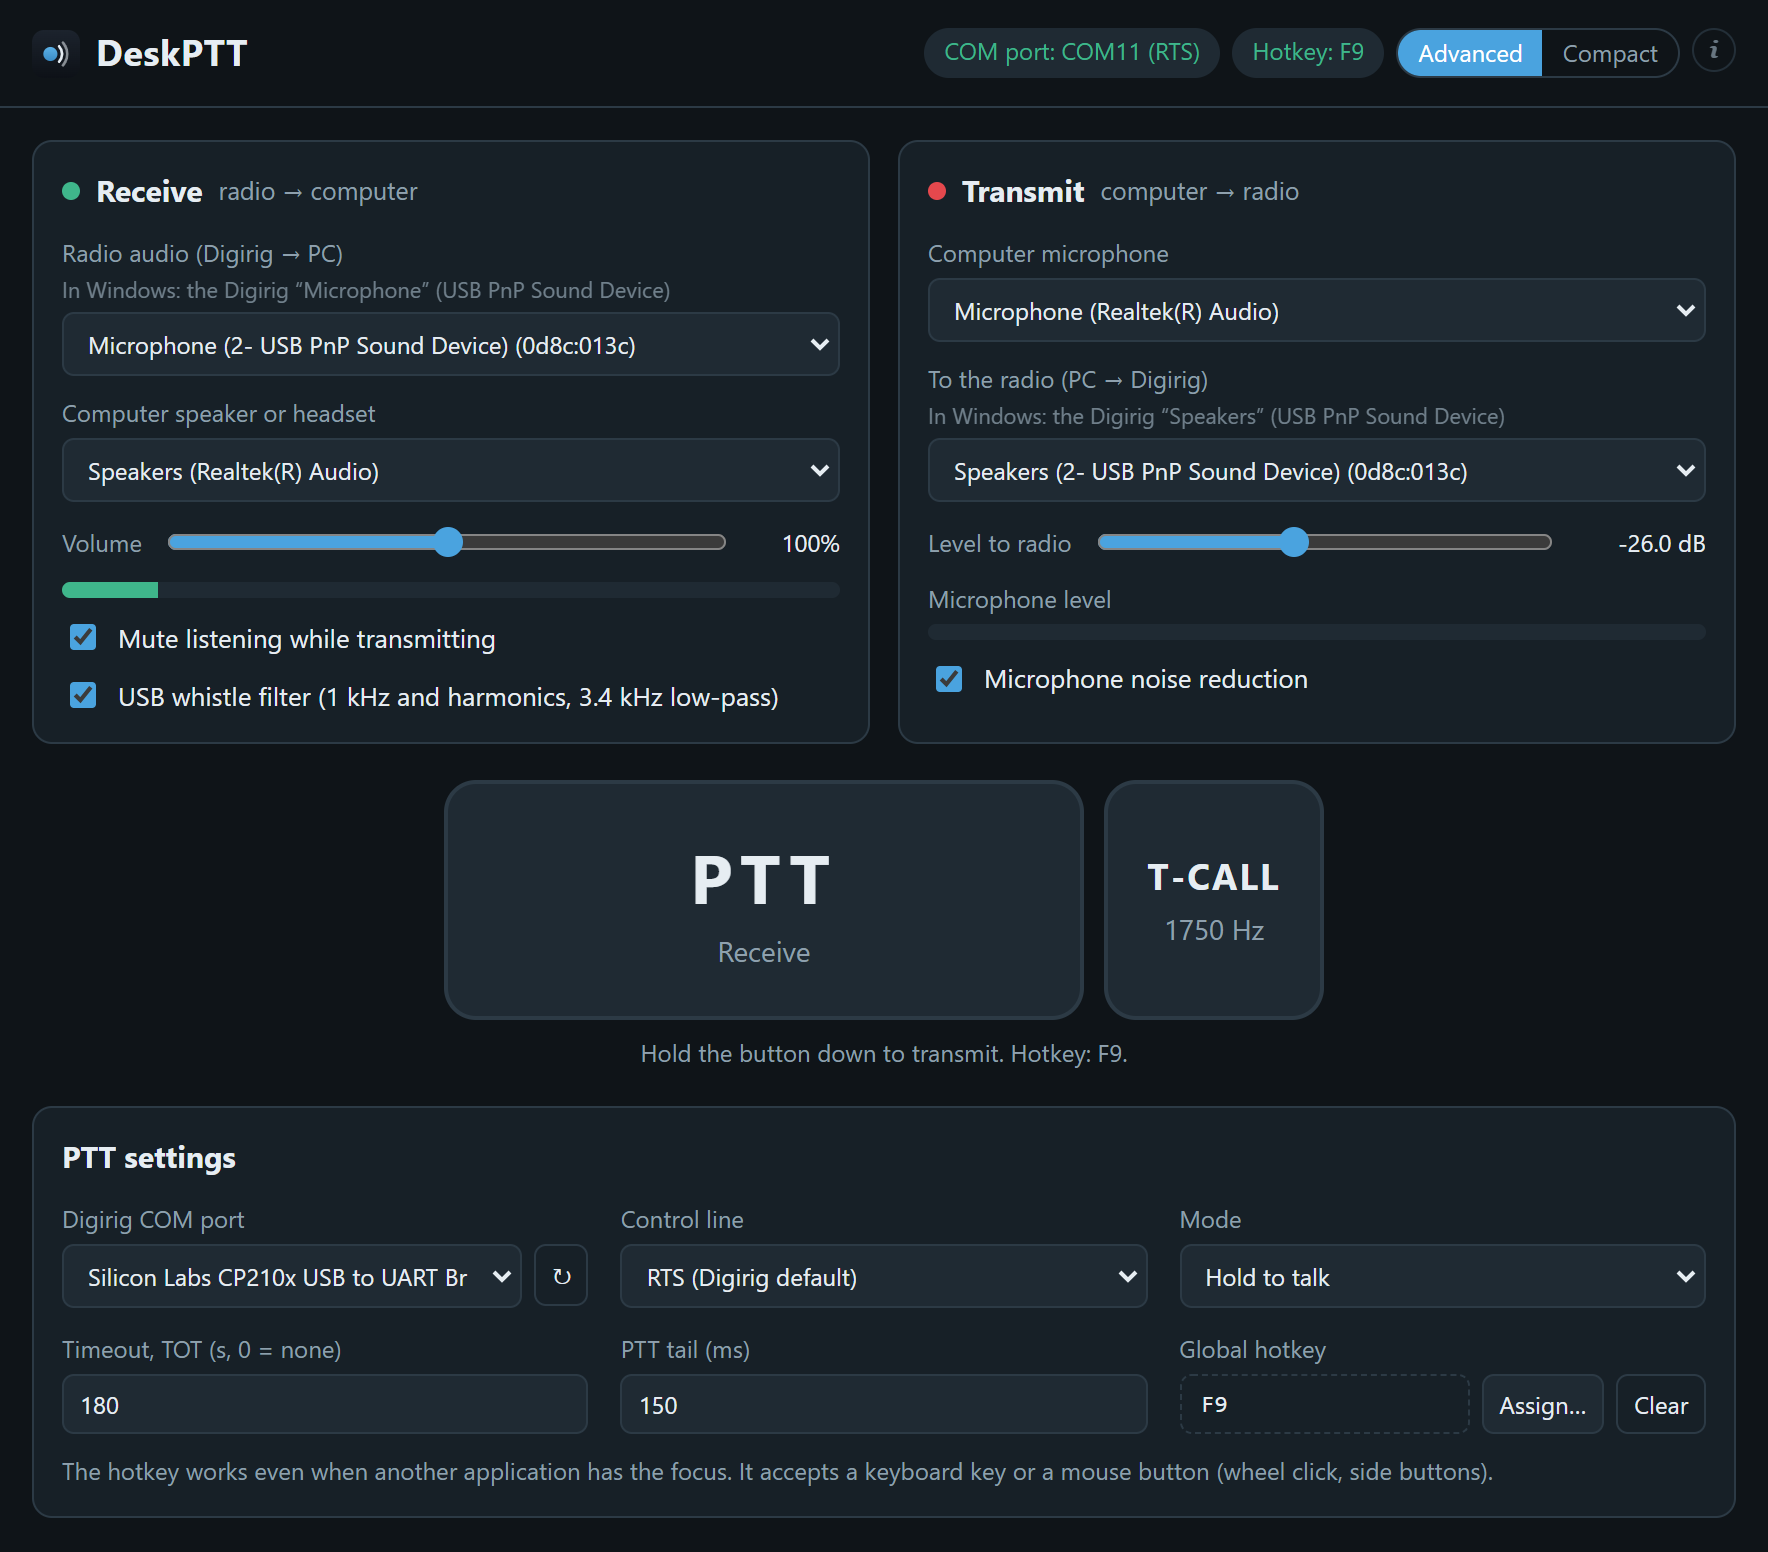 DeskPTT
COM port: COM11 (RTS)
Hotkey: F9
Advanced
Compact
i
Receive radio → computer
Radio audio (Digirig → PC)
In Windows: the Digirig “Microphone” (USB PnP Sound Device)
Microphone (2- USB PnP Sound Device) (0d8c:013c)
Computer speaker or headset
Speakers (Realtek(R) Audio)
Volume 100%
Mute listening while transmitting
USB whistle filter (1 kHz and harmonics, 3.4 kHz low-pass)
Transmit computer → radio
Computer microphone
Microphone (Realtek(R) Audio)
To the radio (PC → Digirig)
In Windows: the Digirig “Speakers” (USB PnP Sound Device)
Speakers (2- USB PnP Sound Device) (0d8c:013c)
Level to radio -26.0 dB
Microphone level
Microphone noise reduction
PTT
Receive
T-CALL
1750 Hz
Hold the button down to transmit. Hotkey: F9.
PTT settings
Digirig COM port
Silicon Labs CP210x USB to UART Br
Control line
RTS (Digirig default)
Mode
Hold to talk
Timeout, TOT (s, 0 = none)
180
PTT tail (ms)
150
Global hotkey
F9
Assign...
Clear
The hotkey works even when another application has the focus. It accepts a keyboard key or a mouse button (wheel click, side buttons).